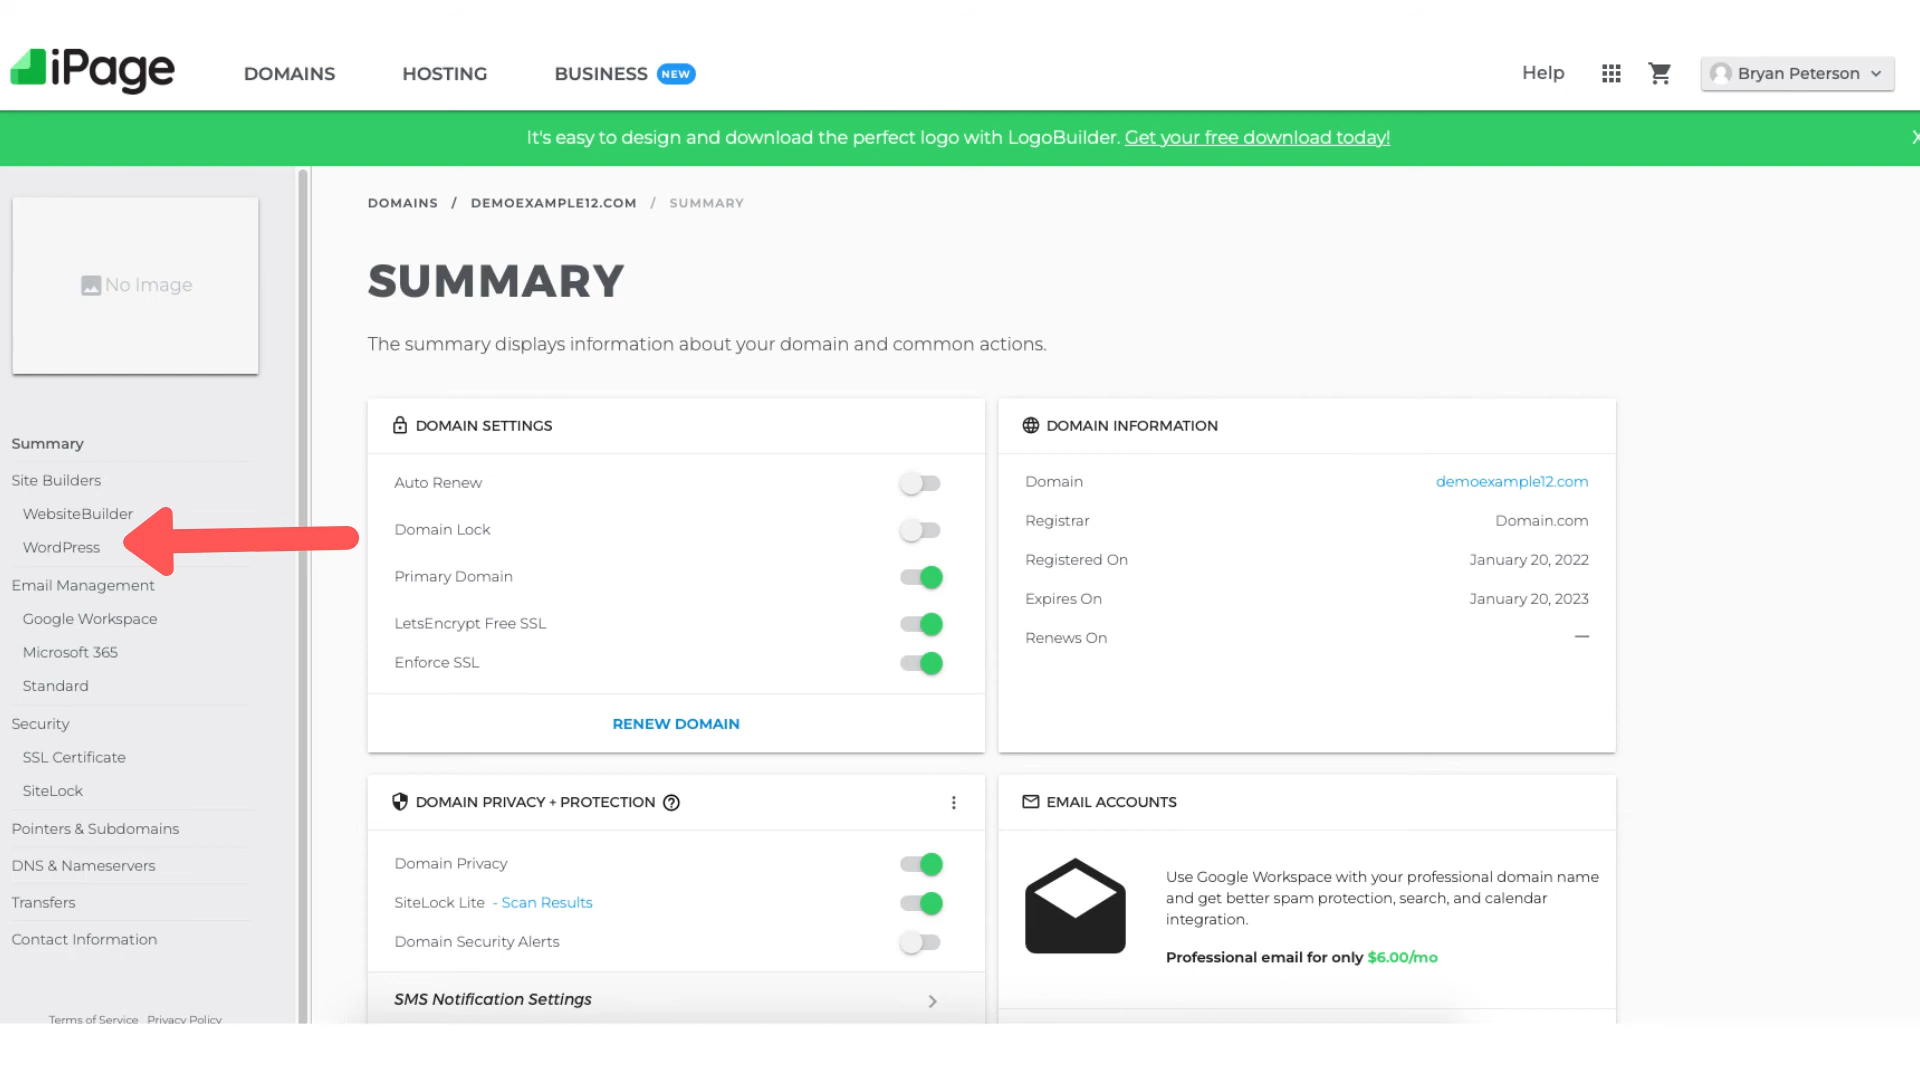 iPage
DOMAINS
HOSTING
BUSINESS NEW
Help
Bryan Peterson
It's easy to design and download the perfect logo with LogoBuilder. Get your free download today!
No Image
Summary
Site Builders
WebsiteBuilder
WordPress
Email Management
Google Workspace
Microsoft 365
Standard
Security
SSL Certificate
SiteLock
Pointers & Subdomains
DNS & Nameservers
Transfers
Contact Information
Terms of Service Privacy Policy
DOMAINS / DEMOEXAMPLE12.COM / SUMMARY
SUMMARY
The summary displays information about your domain and common actions.
DOMAIN SETTINGS
Auto Renew
Domain Lock
Primary Domain
LetsEncrypt Free SSL
Enforce SSL
RENEW DOMAIN
DOMAIN INFORMATION
Domain demoexample12.com
Registrar Domain.com
Registered On January 20, 2022
Expires On January 20, 2023
Renews On —
DOMAIN PRIVACY + PROTECTION
Domain Privacy
SiteLock Lite - Scan Results
Domain Security Alerts
SMS Notification Settings
EMAIL ACCOUNTS
Use Google Workspace with your professional domain name
and get better spam protection, search, and calendar
integration.
Professional email for only $6.00/mo